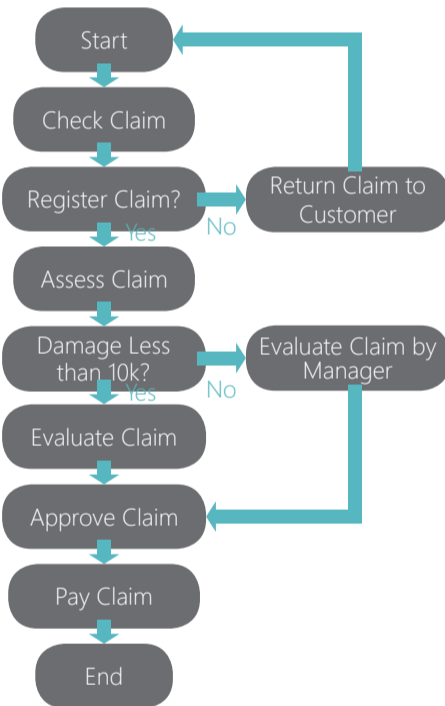 Start
Check Claim
Register Claim?
Return Claim to
Customer
Yes
No
Assess Claim
Damage Less
than 10k?
Evaluate Claim by
Manager
Yes
No
Evaluate Claim
Approve Claim
Pay Claim
End